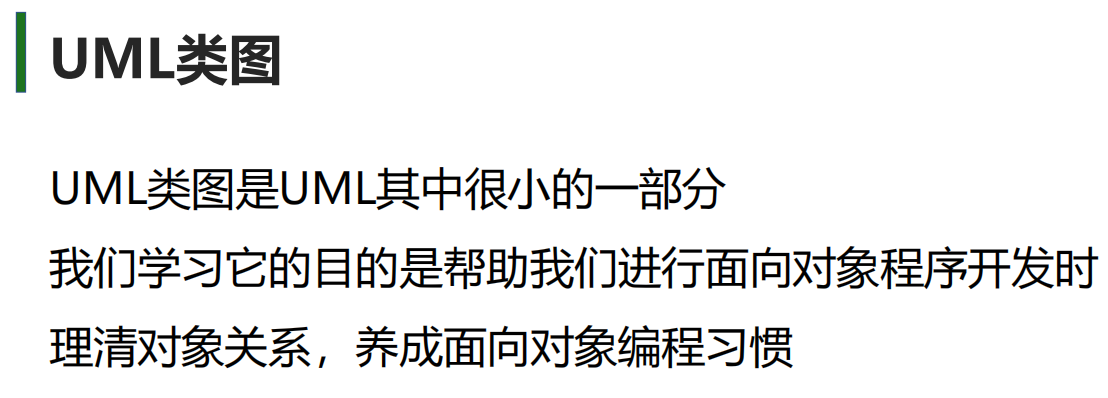 UML类图
UML类图是UML其中很小的一部分
我们学习它的目的是帮助我们进行面向对象程序开发时
理清对象关系，养成面向对象编程习惯